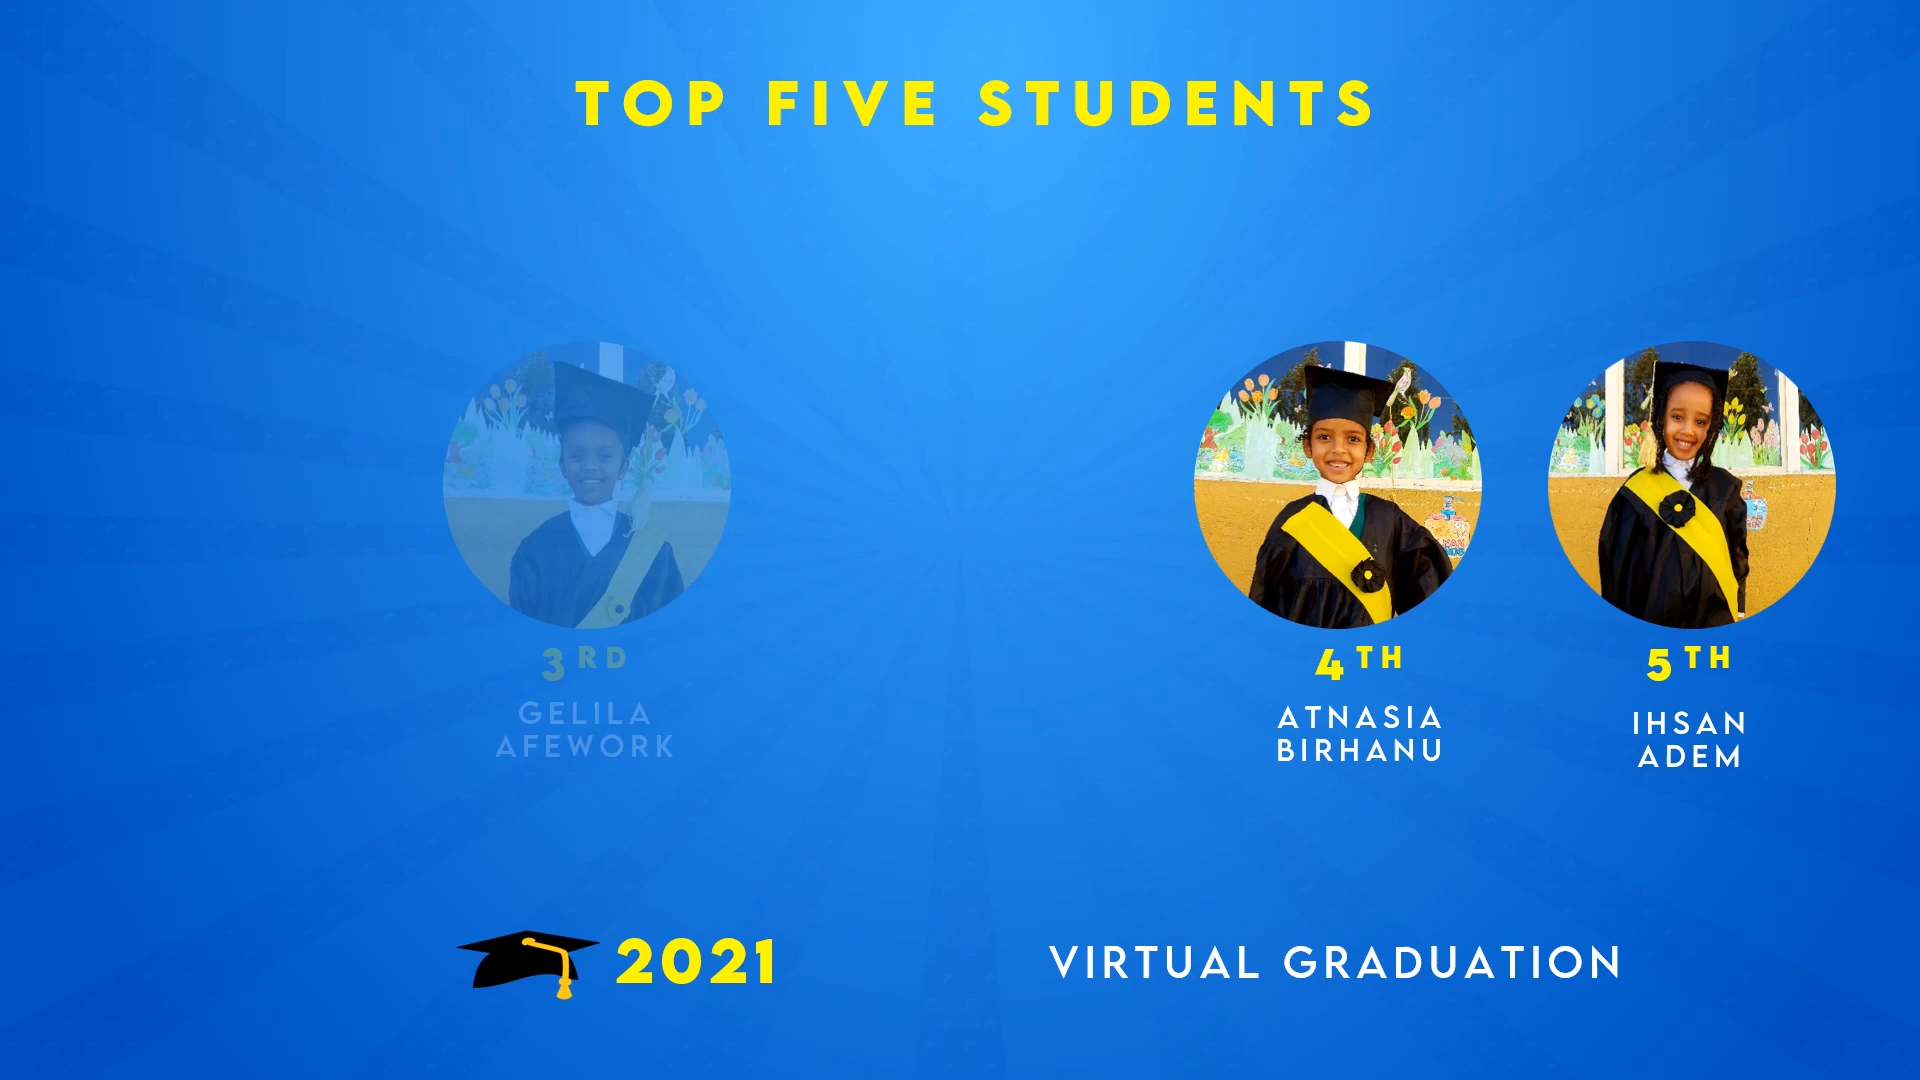 TOP FIVE STUDENTS
3RD
GELILA
AFEWORK
4TH
ATNASIA
BIRHANU
5TH
IHSAN
ADEM
2021
VIRTUAL GRADUATION